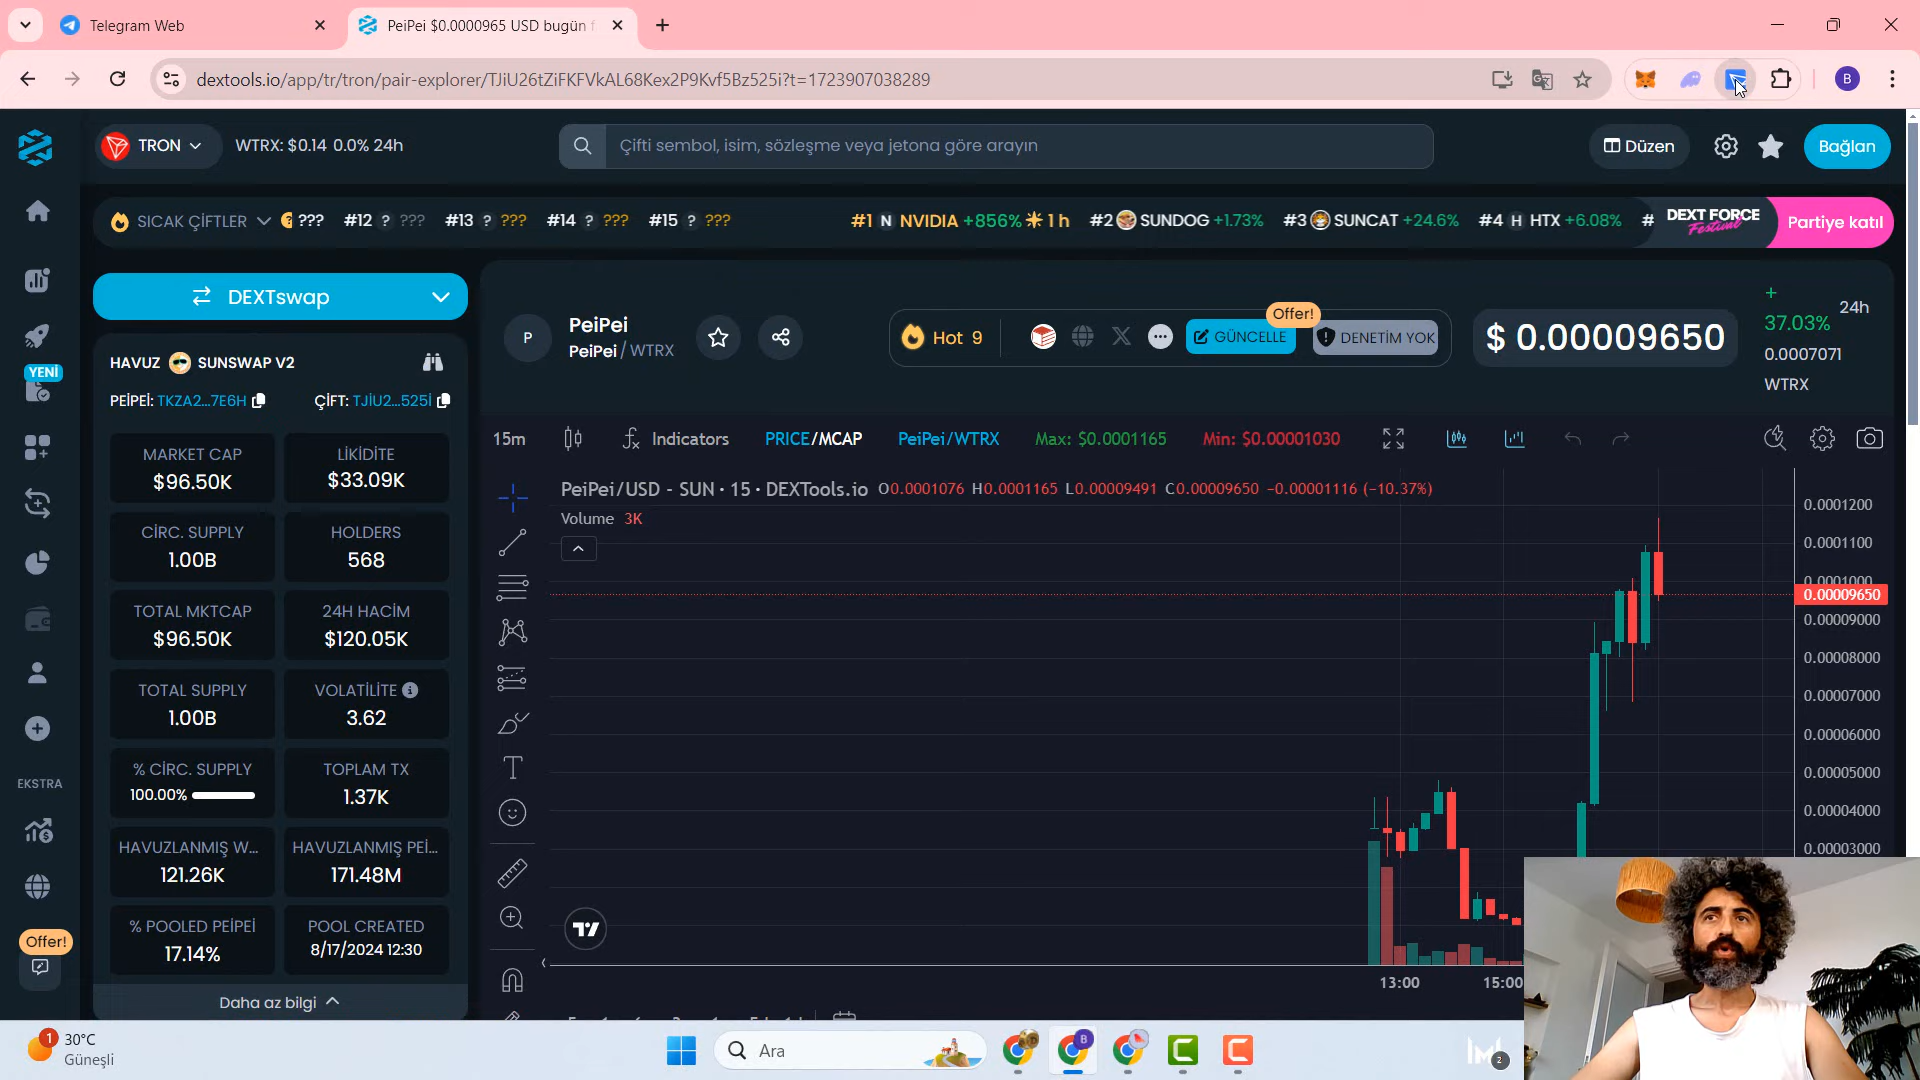 Telegram Web
PeiPei $0.0000965 USD bugün f
dextools.io/app/tr/tron/pair-explorer/TJiU26tZiFKFVkAL68Kex2P9Kvf5Bz525i?t=1723907038289
B
TRON
WTRX: $0.14 0.0% 24h
Çifti sembol, isim, sözleşme veya jetona göre arayın
Düzen
Bağlan
SICAK ÇİFTLER
? ???
#12 ? ???
#13 ? ???
#14 ? ???
#15 ? ???
#1 N NVIDIA +856% 1 h
#2 SUNDOG +1.73%
#3 SUNCAT +24.6%
#4 H HTX +6.08%
#
DEXT FORCE
Festival
Partiye katıl
DEXTswap
P
PeiPei
PeiPei / WTRX
Hot 9
Offer!
GÜNCELLE
DENETİM YOK
$ 0.00009650
+
37.03%
24h
0.0007071
WTRX
HAVUZ SUNSWAP V2
PEİPEİ: TKZA2...7E6H
ÇİFT: TJİU2...525İ
YENİ
MARKET CAP
$96.50K
LİKİDİTE
$33.09K
CİRC. SUPPLY
1.00B
HOLDERS
568
TOTAL MKTCAP
$96.50K
24H HACİM
$120.05K
TOTAL SUPPLY
1.00B
VOLATİLİTE
3.62
% CİRC. SUPPLY
100.00%
TOPLAM TX
1.37K
HAVUZLANMIŞ W...
121.26K
HAVUZLANMIŞ PEİ...
171.48M
% POOLED PEİPEİ
17.14%
POOL CREATED
8/17/2024 12:30
Daha az bilgi
EKSTRA
Offer!
15m
Indicators
PRICE/MCAP
PeiPei/WTRX
Max: $0.0001165
Min: $0.00001030
PeiPei/USD - SUN · 15 · DEXTools.io O0.0001076 H0.0001165 L0.00009491 C0.00009650 −0.00001116 (−10.37%)
Volume 3K
0.0001200
0.0001100
0.0001000
0.00009650
0.00009000
0.00008000
0.00007000
0.00006000
0.00005000
0.00004000
0.00003000
13:00
15:00
1
30°C
Güneşli
Ara
B
2